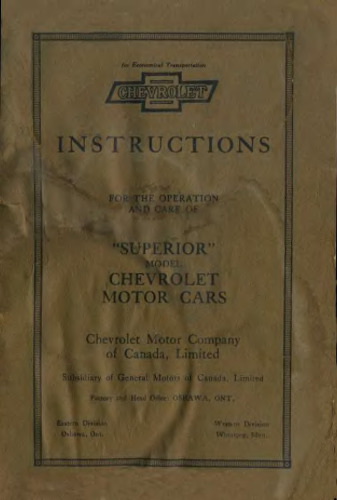 for Economical Transportation
CHEVROLET
INSTRUCTIONS
FOR THE OPERATION
AND CARE OF
"SUPERIOR"
MODEL
CHEVROLET
MOTOR CARS
Chevrolet Motor Company
of Canada, Limited
Subsidiary of General Motors of Canada, Limited
Factory and Head Office: OSHAWA, ONT.
Eastern Division
Oshawa, Ont.
Western Division
Winnipeg, Man.